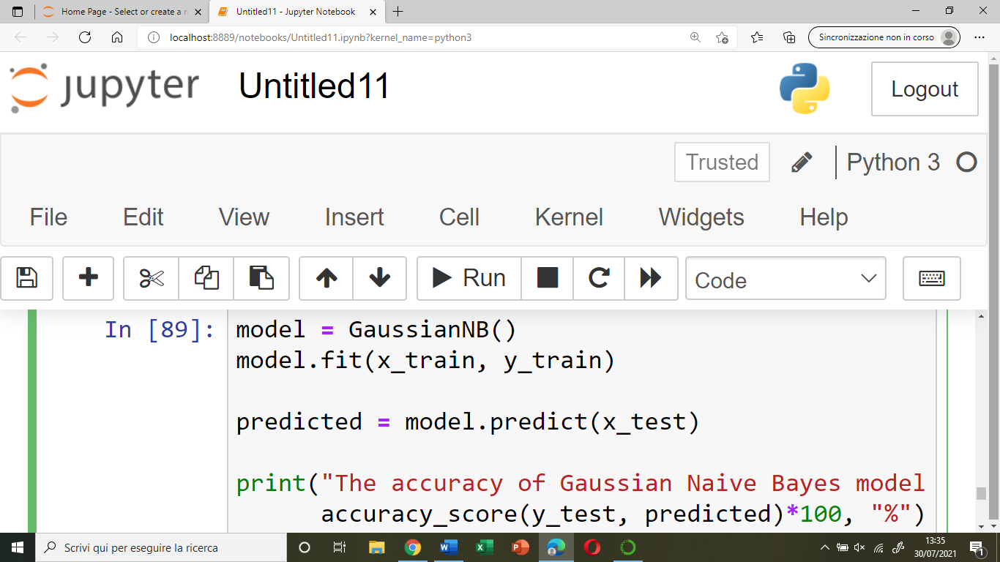 Home Page - Select or create a n
Untitled11 - Jupyter Notebook
localhost:8889/notebooks/Untitled11.ipynb?kernel_name=python3
Sincronizzazione non in corso
jupyter
Untitled11
Logout
Trusted
Python 3
File Edit View Insert Cell Kernel Widgets Help
Run
Code
In [89]:
model = GaussianNB()
model.fit(x_train, y_train)
predicted = model.predict(x_test)
print("The accuracy of Gaussian Naive Bayes model
accuracy_score(y_test, predicted)*100, "%")
Scrivi qui per eseguire la ricerca
13:35
30/07/2021
1